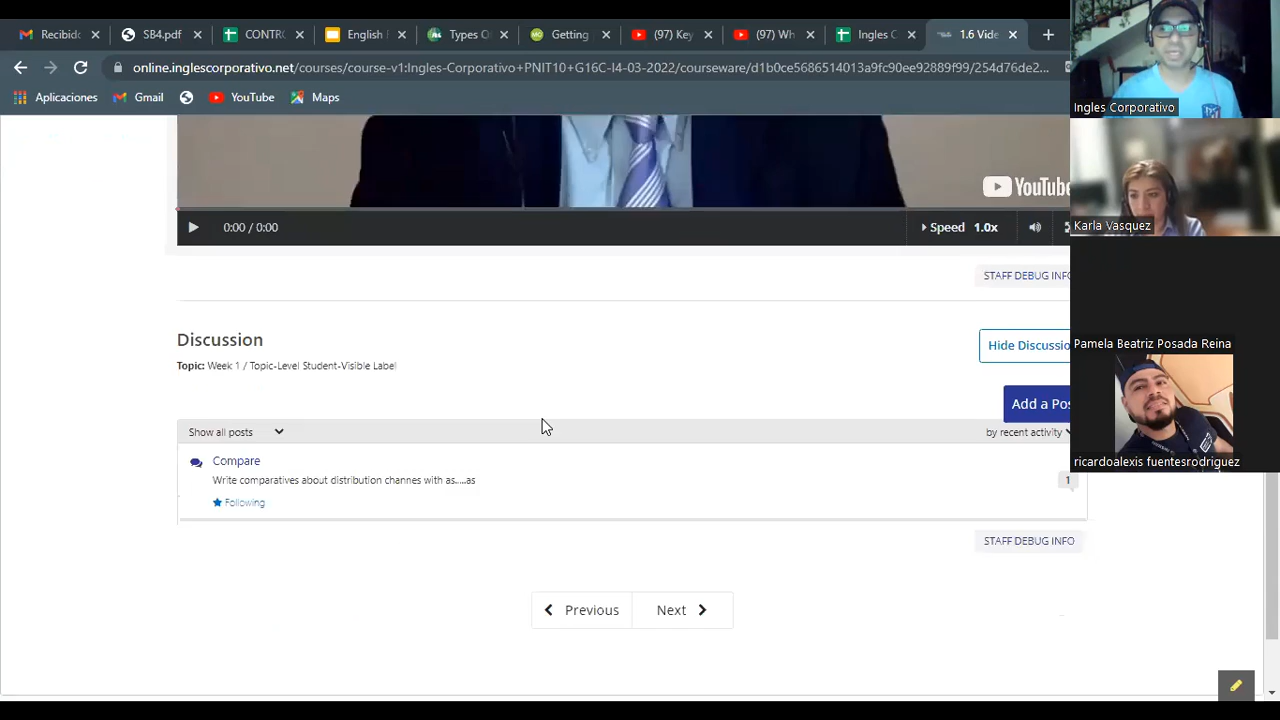 Recibido
SB4.pdf
CONTRO
English
Types O
Getting
(97) Key
(97) Wh
Ingles C
1.6 Vide
online.inglescorporativo.net/courses/course-v1:Ingles-Corporativo+PNIT10+G16C-I4-03-2022/courseware/d1b0ce5686514013a9fc90ee92889f99/254d76de2...
Aplicaciones
Gmail
YouTube
Maps
Ingles Corporativo
YouTube
Karla Vasquez
0:00 / 0:00
Speed 1.0x
STAFF DEBUG INFO
Discussion
Hide Discussio
Pamela Beatriz Posada Reina
Topic: Week 1 / Topic-Level Student-Visible Label
Add a Pos
Show all posts
by recent activity
Compare
ricardoalexis fuentesrodriguez
Write comparatives about distribution channes with as.....as
1
Following
STAFF DEBUG INFO
Previous
Next